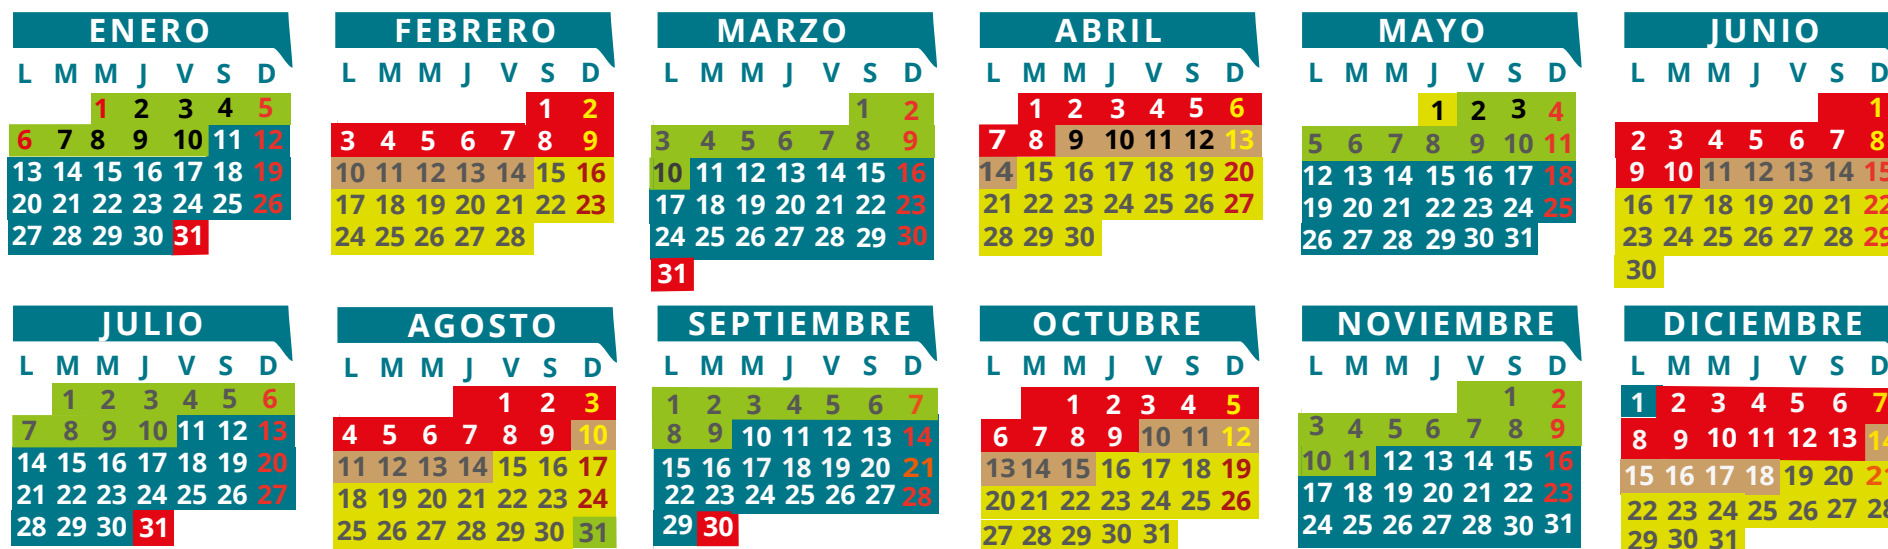 ENERO
L M M J V S D
1 2 3 4 5
6 7 8 9 10 11 12
13 14 15 16 17 18 19
20 21 22 23 24 25 26
27 28 29 30 31
FEBRERO
L M M J V S D
1 2
3 4 5 6 7 8 9
10 11 12 13 14 15 16
17 18 19 20 21 22 23
24 25 26 27 28
MARZO
L M M J V S D
1 2
3 4 5 6 7 8 9
10 11 12 13 14 15 16
17 18 19 20 21 22 23
24 25 26 27 28 29 30
31
ABRIL
L M M J V S D
1 2 3 4 5 6
7 8 9 10 11 12 13
14 15 16 17 18 19 20
21 22 23 24 25 26 27
28 29 30
MAYO
L M M J V S D
1 2 3 4
5 6 7 8 9 10 11
12 13 14 15 16 17 18
19 20 21 22 23 24 25
26 27 28 29 30 31
JUNIO
L M M J V S D
1
2 3 4 5 6 7 8
9 10 11 12 13 14 15
16 17 18 19 20 21 22
23 24 25 26 27 28 29
30
JULIO
L M M J V S D
1 2 3 4 5 6
7 8 9 10 11 12 13
14 15 16 17 18 19 20
21 22 23 24 25 26 27
28 29 30 31
AGOSTO
L M M J V S D
1 2 3
4 5 6 7 8 9 10
11 12 13 14 15 16 17
18 19 20 21 22 23 24
25 26 27 28 29 30 31
SEPTIEMBRE
L M M J V S D
1 2 3 4 5 6 7
8 9 10 11 12 13 14
15 16 17 18 19 20 21
22 23 24 25 26 27 28
29 30
OCTUBRE
L M M J V S D
1 2 3 4 5
6 7 8 9 10 11 12
13 14 15 16 17 18 19
20 21 22 23 24 25 26
27 28 29 30 31
NOVIEMBRE
L M M J V S D
1 2
3 4 5 6 7 8 9
10 11 12 13 14 15 16
17 18 19 20 21 22 23
24 25 26 27 28 30 31
DICIEMBRE
L M M J V S D
1 2 3 4 5 6 7
8 9 10 11 12 13 14
15 16 17 18 19 20 21
22 23 24 25 26 27 28
29 30 31